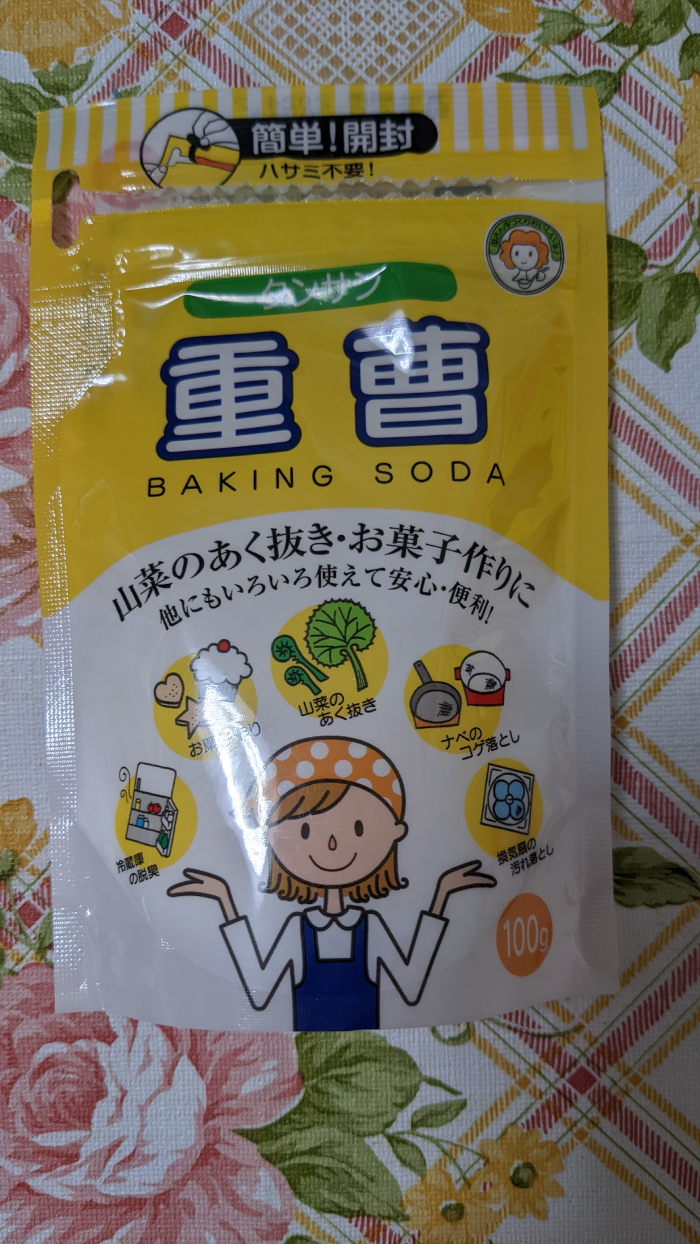 簡単!開封
ハサミ不要!
タンサン
重曹
BAKING SODA
山菜のあく抜き・お菓子作りに
他にもいろいろ使えて安心・便利!
山菜の
あく抜き
お菓
り
ナベの
コゲ落とし
冷蔵庫
の脱臭
換気扇の
汚れ落とし
100g